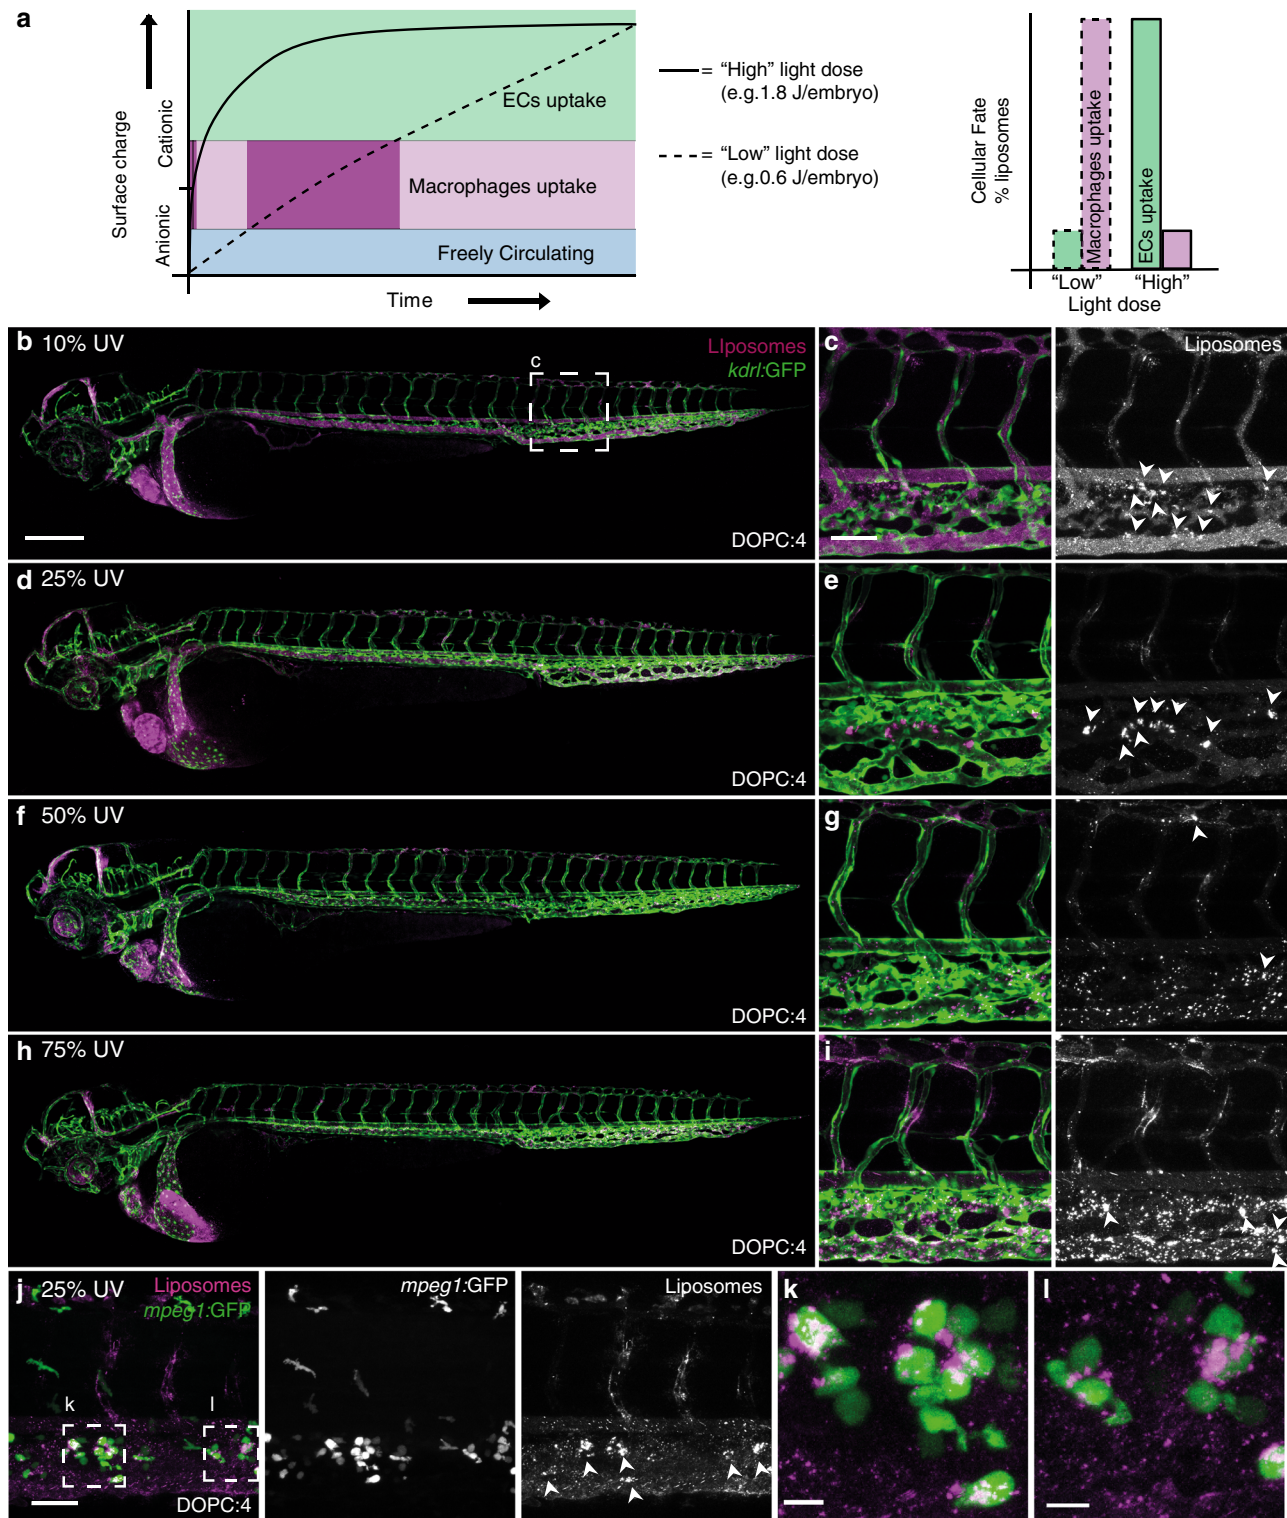 a
Surface charge
Anionic
Cationic
ECs uptake
Macrophages uptake
Freely Circulating
Time
= “High” light dose
(e.g.1.8 J/embryo)
= “Low” light dose
(e.g.0.6 J/embryo)
Cellular Fate
% liposomes
Macrophages uptake
ECs uptake
“Low”
“High”
Light dose
b 10% UV
LIposomes
kdrl:GFP
c
DOPC:4
c
Liposomes
d 25% UV
DOPC:4
e
f 50% UV
DOPC:4
g
h 75% UV
DOPC:4
i
j 25% UV
Liposomes
mpeg1:GFP
k
l
DOPC:4
mpeg1:GFP
Liposomes
k
l